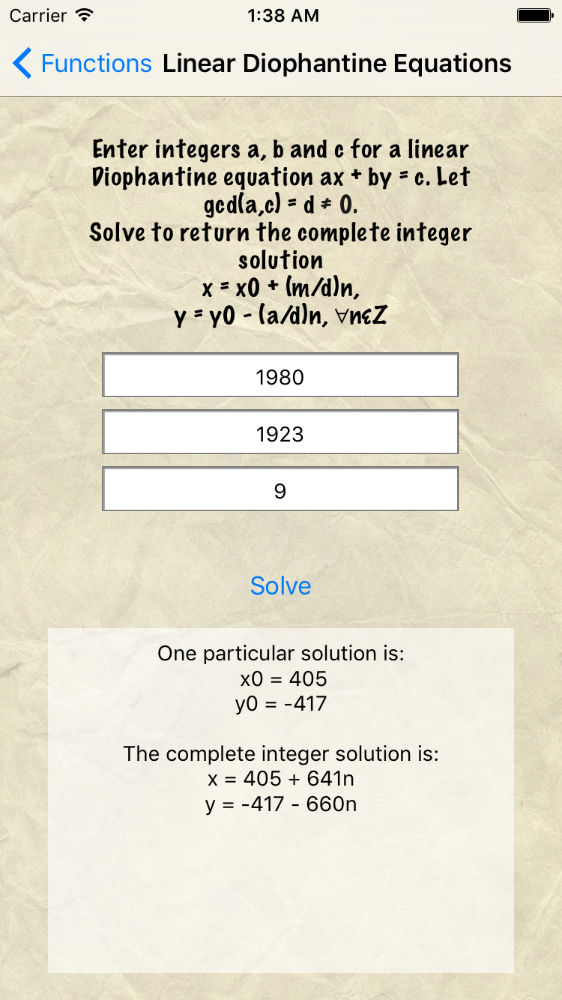 Carrier 1:38 AM
Functions Linear Diophantine Equations
Enter integers a, b and c for a linear
Diophantine equation ax + by = c. Let
gcd(a,c) = d ≠ 0.
Solve to return the complete integer
solution
x = x0 + (m/d)n,
y = y0 - (a/d)n, ∀nεZ
1980
1923
9
Solve
One particular solution is:
x0 = 405
y0 = -417
The complete integer solution is:
x = 405 + 641n
y = -417 - 660n